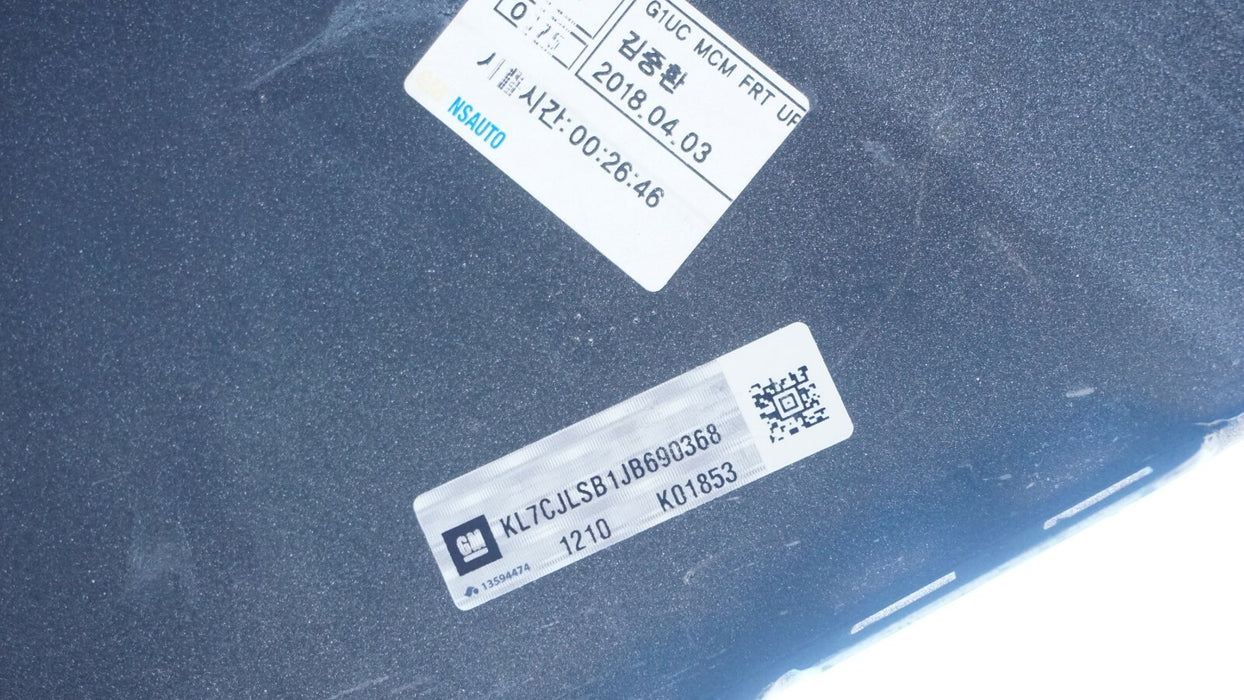 G1UC MCM FRT UP
김중환
2018.04.03
시간: 00:26:46
NSAUTO
KL7CJLSB1JB690368
GM
1210 K01853
13594474